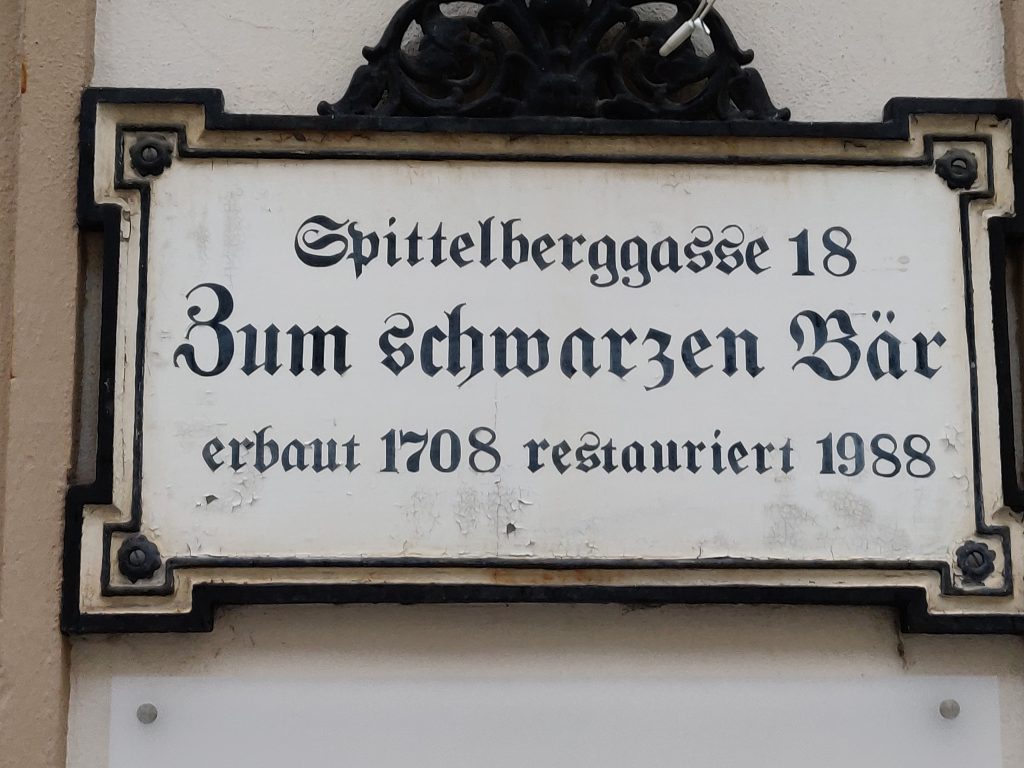 Spittelberggasse 18
Zum schwarzen Bär
erbaut 1708 restauriert 1988